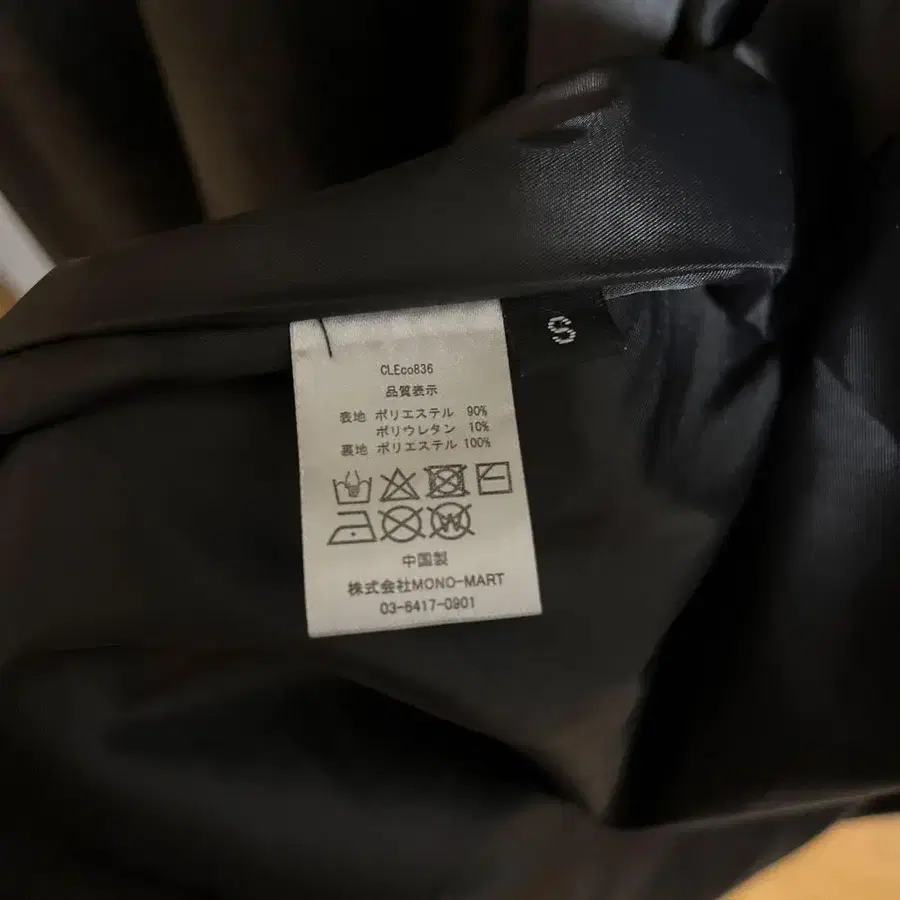 CLEco836
品質表示
表地 ポリエステル 90%
ポリウレタン 10%
裏地 ポリエステル 100%
W
中国製
株式会社MONO-MART
03-6417-0901
S